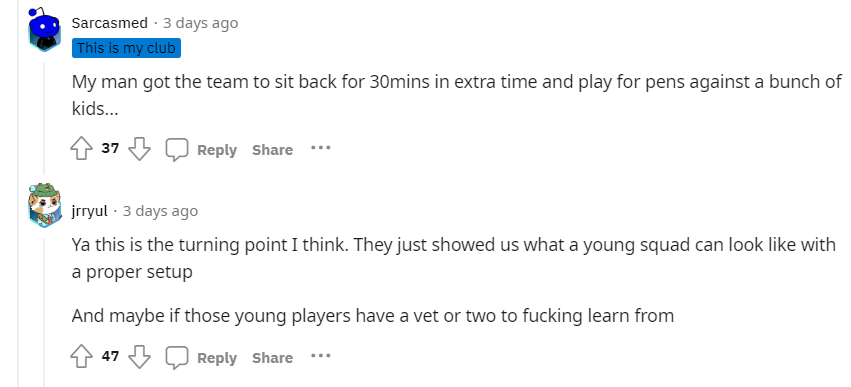 Sarcasmed · 3 days ago
This is my club
My man got the team to sit back for 30mins in extra time and play for pens against a bunch of
kids...
37 Reply Share ···
jrryul · 3 days ago
Ya this is the turning point I think. They just showed us what a young squad can look like with
a proper setup
And maybe if those young players have a vet or two to fucking learn from
47 Reply Share ···